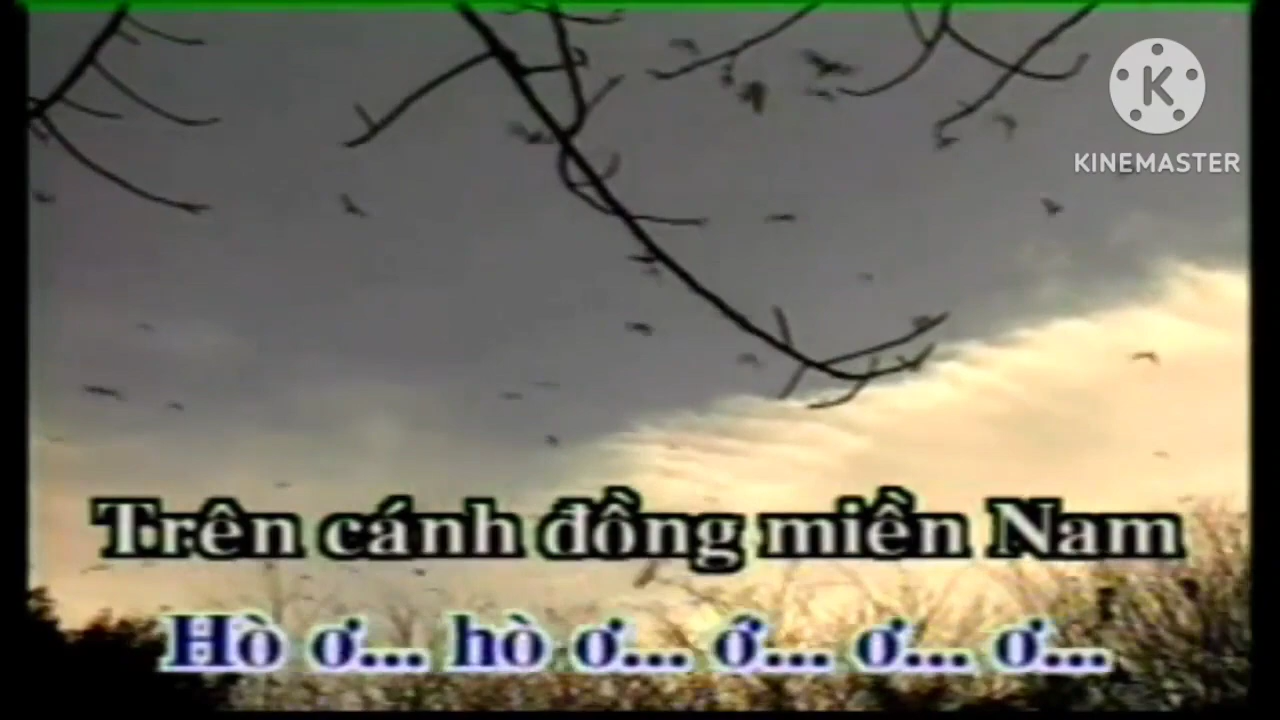 K
KINEMASTER
Trên cánh đồng miền Nam
Hò ơ... hò ơ... ớ... ơ... ơ...